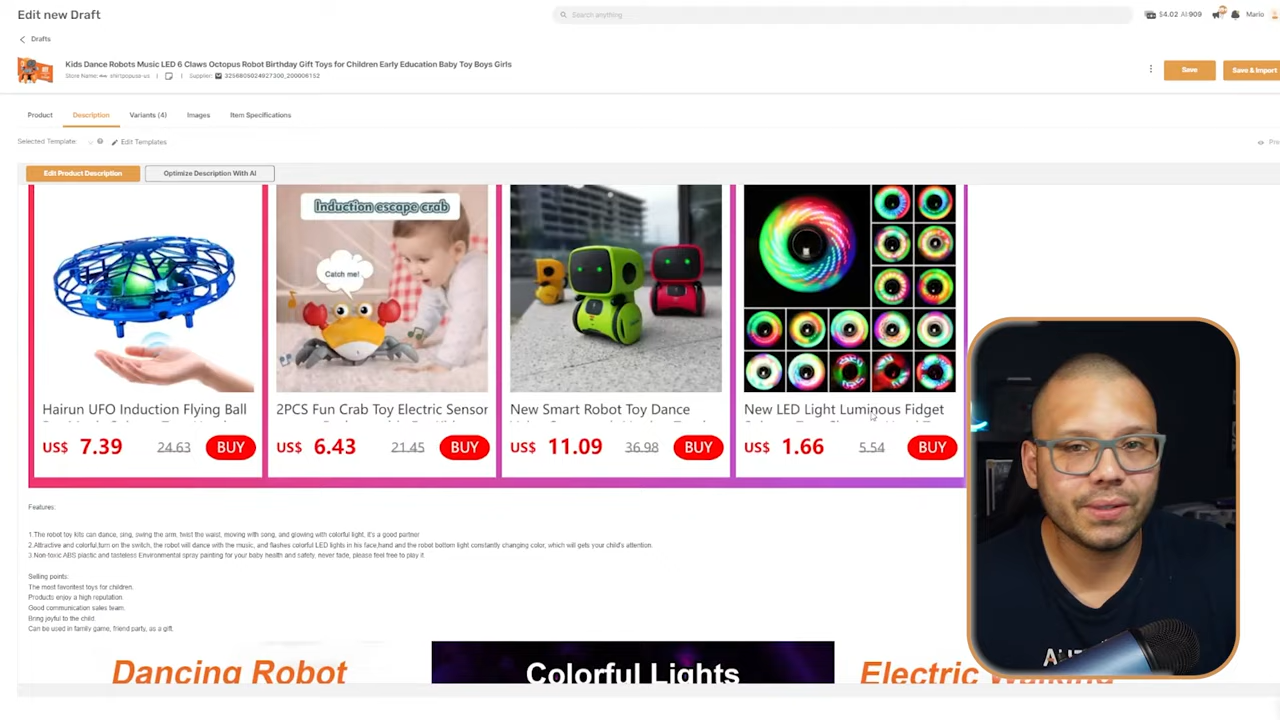 Edit new Draft
Search anything
$4.02 AI 909
Mario
Drafts
Kids Dance Robots Music LED 6 Claws Octopus Robot Birthday Gift Toys for Children Early Education Baby Toy Boys Girls
Store Name: shirtpopuse-us | Supplier: 3256805024927300_200006152
Save
Save & Import
Product
Description
Variants (4)
Images
Item Specifications
Selected Template:
Edit Templates
Edit Product Description
Optimize Description With AI
Induction escape crab
Catch me!
Hairun UFO Induction Flying Ball
2PCS Fun Crab Toy Electric Sensor
New Smart Robot Toy Dance
New LED Light Luminous Fidget
US$ 7.39 24.63 BUY
US$ 6.43 21.45 BUY
US$ 11.09 36.98 BUY
US$ 1.66 5.54 BUY
Features:
1.The robot toy kits can dance, sing, swing the arm, twist the waist, moving with song, and glowing with colorful light, it's a good partner
2.Attractive and colorful,turn on the switch, the robot will dance with the music, and flashes colorful LED lights in his face,hand and the robot bottom light constantly changing color, which will gets your child's attention.
3.Non-toxic ABS plastic and tasteless Environmental spray painting for your baby health and safety, never fade, please feel free to play it.
Selling points:
The most favoritest toys for children.
Products enjoy a high reputation.
Good communication sales team.
Bring joyful to the child.
Can be used in family game, friend party, as a gift.
Dancing Robot
Colorful Lights
Electric Walking